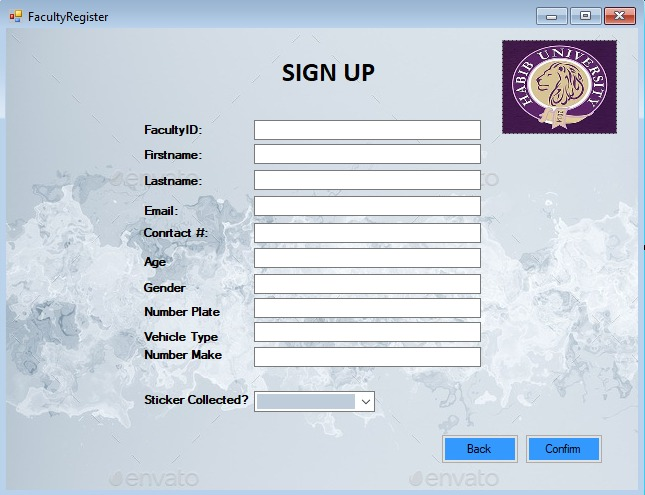 FacultyRegister
SIGN UP
HABIB UNIVERSITY
FacultyID:
Firstname:
envato
envato
Lastname:
Email:
Conrtact #:
Age
Gender
Number Plate
Vehicle Type
Number Make
Sticker Collected?
Back
Confirm
envato
envato